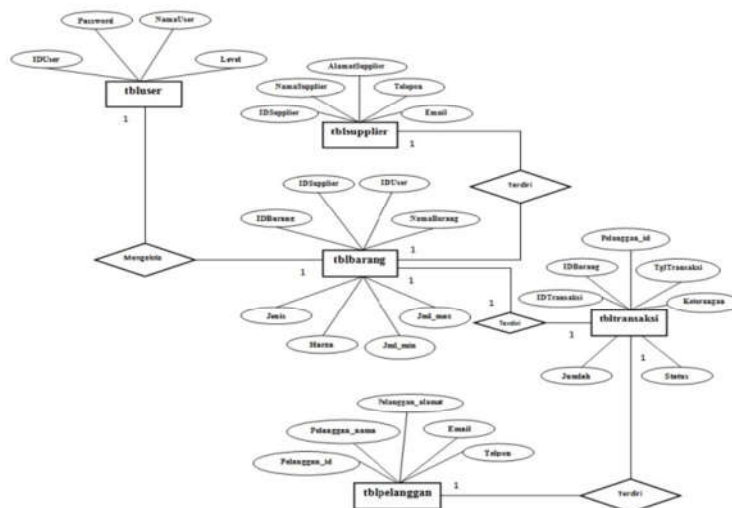 Password
NamaUser
IDUser
Level
tbluser
1
AlamatSupplier
NamaSupplier
Telepon
IDSupplier
Email
tblsupplier
1
Terdiri
IDSupplier
IDUser
IDBarang
NamaBarang
1
Mengelola
1
tblbarang
1
Jenis
Harga
Jml_min
Jml_max
1
Terdiri
1
Pelanggan_id
IDBarang
TglTransaksi
IDTransaksi
Keterangan
tbltransaksi
1
Jumlah
Status
Pelanggan_alamat
Pelanggan_nama
Email
Pelanggan_id
Telpon
tblpelanggan
1
Terdiri